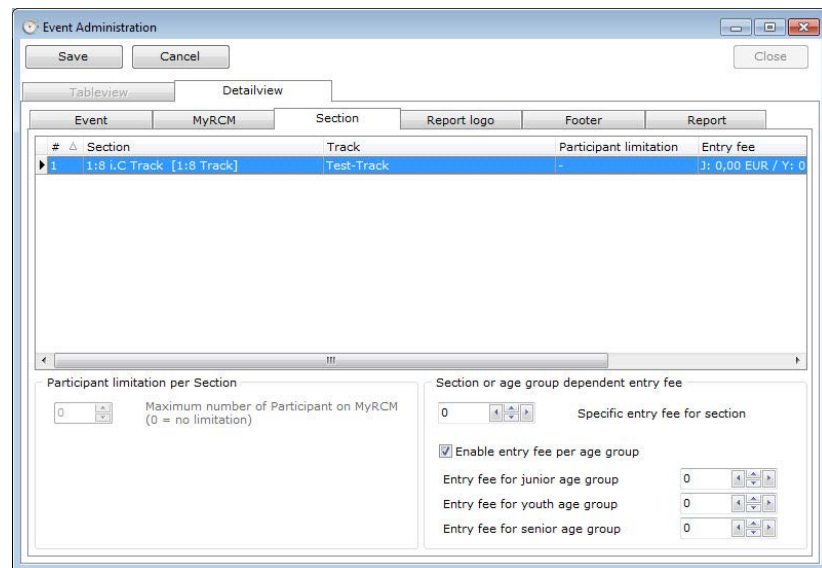 Event Administration
Save Cancel Close
Tableview Detailview
Event MyRCM Section Report logo Footer Report
# Section Track Participant limitation Entry fee
1 1:8 i.C Track [1:8 Track] Test-Track - J: 0,00 EUR / Y: 0
Participant limitation per Section
0 Maximum number of Participant on MyRCM
(0 = no limitation)
Section or age group dependent entry fee
0 Specific entry fee for section
Enable entry fee per age group
Entry fee for junior age group 0
Entry fee for youth age group 0
Entry fee for senior age group 0